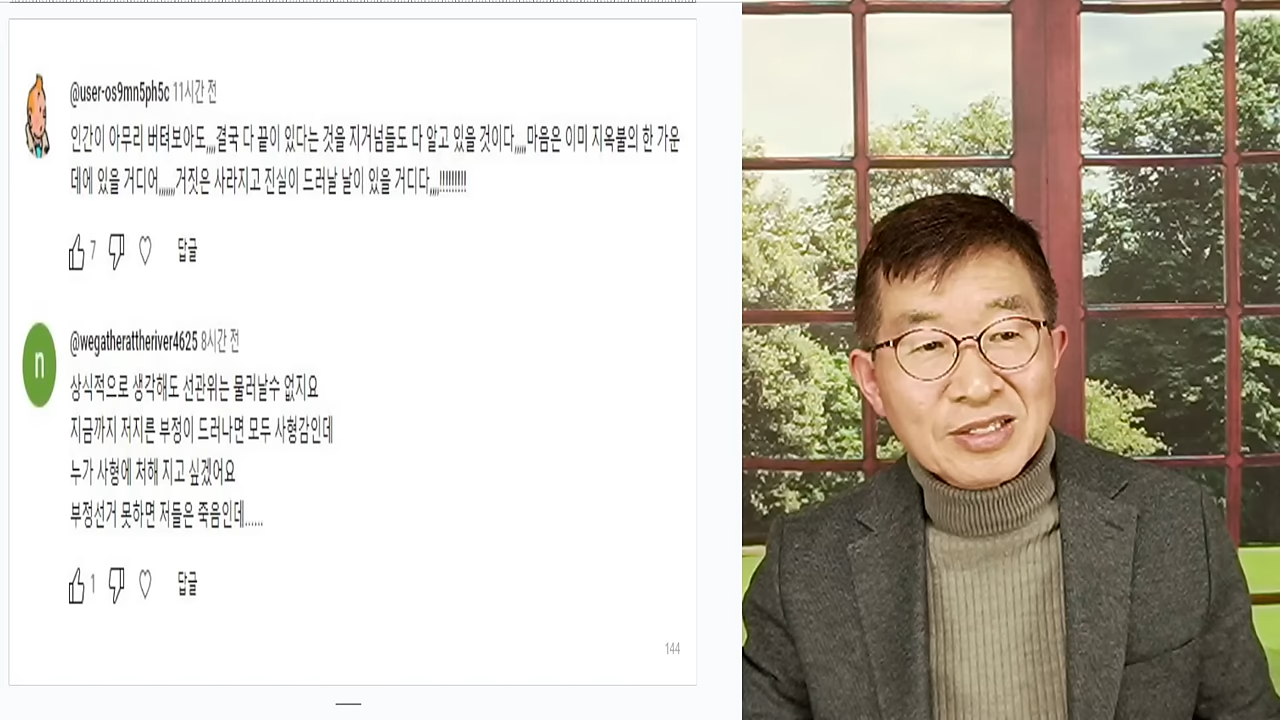 @user-os9mn5ph5c 11시간 전
인간이 아무리 버텨보아도,,,,결국 다 끝이 있다는 것을 지거넘들도 다 알고 있을 것이다,,,,,마음은 이미 지옥불의 한 가운
데에 있을 거디어,,,,,,,거짓은 사라지고 진실이 드러날 날이 있을 거디다,,,,!!!!!!!!!
7 답글
n
@wegatherattheriver4625 8시간 전
상식적으로 생각해도 선관위는 물러날수 없지요
지금까지 저지른 부정이 드러나면 모두 사형감인데
누가 사형에 처해 지고 싶겠어요
부정선거 못하면 저들은 죽음인데......
1 답글
144